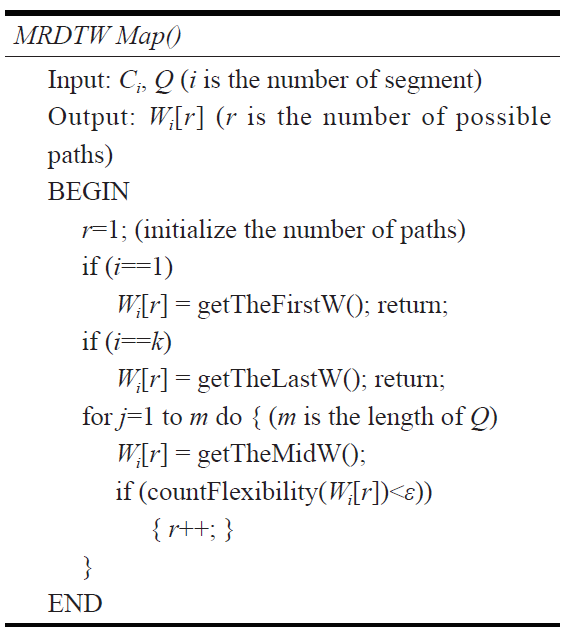 MRDTW Map()
Input: Ci, Q (i is the number of segment)
Output: Wi[r] (r is the number of possible
paths)
BEGIN
r=1; (initialize the number of paths)
if (i==1)
Wi[r] = getTheFirstW(); return;
if (i==k)
Wi[r] = getTheLastW(); return;
for j=1 to m do { (m is the length of Q)
Wi[r] = getTheMidW();
if (countFlexibility(Wi[r])<ε))
{ r++; }
}
END